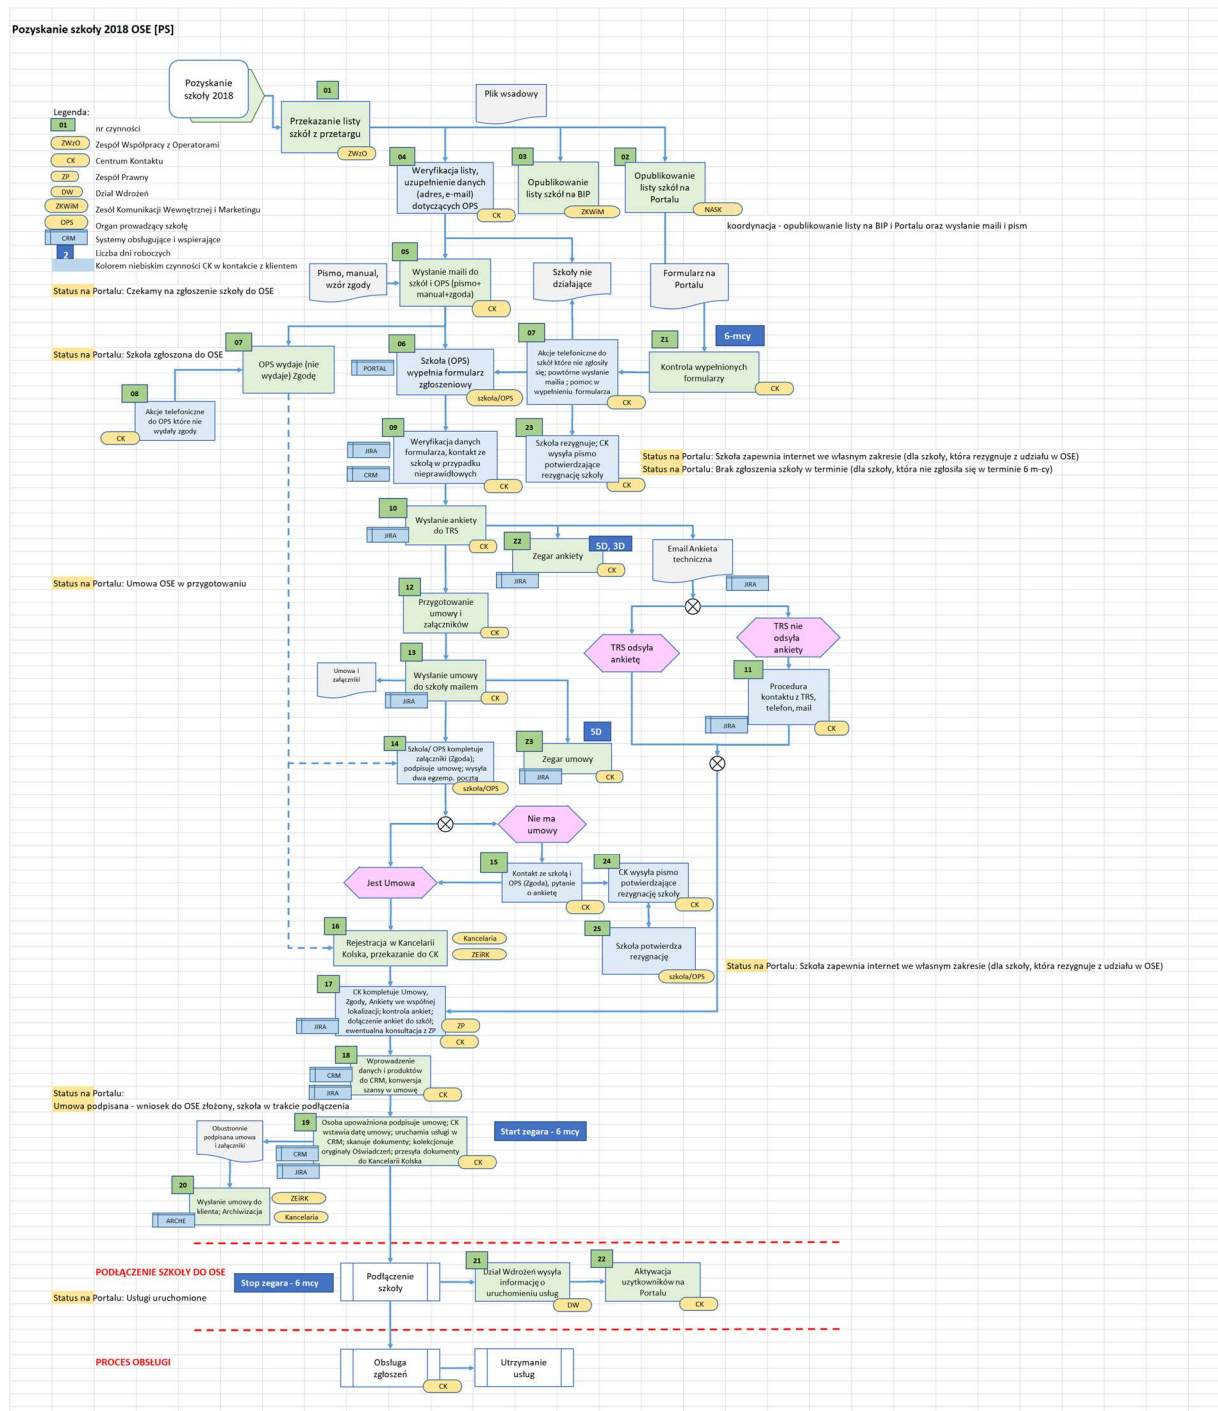 Pozyskanie szkoły 2018 OSE [PS]
Pozyskanie
szkoły 2018
01
Przekazanie listy
szkół z przetargu
ZWzO
Plik wsadowy
Legenda:
01
nr czynności
ZWzO
Zespół Współpracy z Operatorami
CK
Centrum Kontaktu
ZP
Zespół Prawny
DW
Dział Wdrożeń
ZKWiM
Zesół Komunikacji Wewnętrznej i Marketingu
OPS
Organ prowadzący szkołę
CRM
Systemy obsługujące i wspierające
2
Liczba dni roboczych
Kolorem niebiskim czynności CK w kontakcie z klientem
04
Weryfikacja listy,
uzupełnienie danych
(adres, e-mail)
dotyczących OPS
CK
03
Opublikowanie
listy szkół na BIP
ZKWiM
02
Opublikowanie
listy szkół na
Portalu
NASK
koordynacja - opublikowanie listy na BIP i Portalu oraz wysłanie maili i pism
Pismo, manual,
wzór zgody
05
Wysłanie maili do
szkół i OPS (pismo+
manual+zgoda)
CK
Szkoły nie
działające
Formularz na
Portalu
Status na Portalu: Czekamy na zgłoszenie szkoły do OSE
Status na Portalu: Szkoła zgłoszona do OSE
07
OPS wydaje (nie
wydaje) Zgodę
PORTAL
06
Szkoła (OPS)
wypełnia formularz
zgłoszeniowy
szkoła/OPS
07
Akcje telefoniczne do
szkół które nie zgłosiły
się; powtórne wysłanie
mailia ; pomoc w
wypełnieniu formularza
CK
Z1
6-mcy
Kontrola wypełnionych
formularzy
CK
08
Akcje telefoniczne
do OPS które nie
wydały zgody
CK
09
JIRA
CRM
Weryfikacja danych
formularza, kontakt ze
szkołą w przypadku
nieprawidłowych
CK
23
Szkoła rezygnuje; CK
wysyła pismo
potwierdzające
rezygnację szkoły
CK
Status na Portalu: Szkoła zapewnia internet we własnym zakresie (dla szkoły, która rezygnuje z udziału w OSE)
Status na Portalu: Brak zgłoszenia szkoły w terminie (dla szkoły, która nie zgłosiła się w terminie 6 m-cy)
10
JIRA
Wysłanie ankiety
do TRS
CK
Z2
5D, 3D
Zegar ankiety
JIRA
CK
Email Ankieta
techniczna
JIRA
Status na Portalu: Umowa OSE w przygotowaniu
12
Przygotowanie
umowy i
załączników
CK
TRS odsyła
ankietę
TRS nie
odsyła
ankiety
Umowa i
załączniki
13
Wysłanie umowy
do szkoły mailem
JIRA
CK
11
Procedura
kontaktu z TRS,
telefon, mail
JIRA
CK
14
Szkoła/ OPS kompletuje
załączniki (Zgoda);
podpisuje umowę; wysyła
dwa egzemp. pocztą
szkoła/OPS
Z3
5D
Zegar umowy
JIRA
CK
Nie ma
umowy
Jest Umowa
15
Kontakt ze szkołą i
OPS (Zgoda), pytanie
o ankietę
CK
24
CK wysyła pismo
potwierdzające
rezygnację szkoły
CK
16
Rejestracja w Kancelarii
Kolska, przekazanie do CK
Kancelaria
ZEiRK
25
Szkoła potwierdza
rezygnację
szkoła/OPS
Status na Portalu: Szkoła zapewnia internet we własnym zakresie (dla szkoły, która rezygnuje z udziału w OSE)
17
CK kompletuje Umowy,
Zgody, Ankiety we wspólnej
lokalizacji; kontrola ankiet;
dołączenie ankiet do szkół;
ewentualna konsultacja z ZP
JIRA
ZP
CK
18
CRM
JIRA
Wprowadzenie
danych i produktów
do CRM, konwersja
szansy w umowę
CK
Status na Portalu:
Umowa podpisana - wniosek do OSE złożony, szkoła w trakcie podłączenia
Obustronnie
podpisana umowa
i załączniki
19
Osoba upoważniona podpisuje umowę; CK
wstawia datę umowy; uruchamia usługi w
CRM; skanuje dokumenty; kolekcjonuje
oryginały Oświadczeń; przesyła dokumenty
do Kancelarii Kolska
CRM
JIRA
CK
Start zegara - 6 mcy
20
Wysłanie umowy do
klienta; Archiwizacja
ARCHE
ZEiRK
Kancelaria
PODŁĄCZENIE SZKOŁY DO OSE
Stop zegara - 6 mcy
Status na Portalu: Usługi uruchomione
Podłączenie
szkoły
21
Dział Wdrożeń wysyła
informację o
uruchomieniu usług
DW
22
Aktywacja
uzytkowników na
Portalu
CK
PROCES OBSŁUGI
Obsługa
zgłoszeń
CK
Utrzymanie
usług